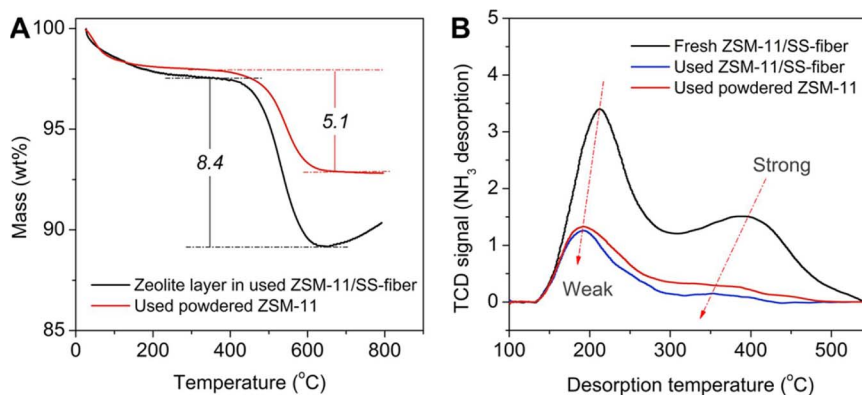 A
100
95
90
85
Mass (wt%)
0
200
400
600
800
Temperature (°C)
8.4
5.1
Zeolite layer in used ZSM-11/SS-fiber
Used powdered ZSM-11
B
5
4
3
2
1
0
TCD signal (NH₃ desorption)
100
200
300
400
500
Desorption temperature (°C)
Fresh ZSM-11/SS-fiber
Used ZSM-11/SS-fiber
Used powdered ZSM-11
Strong
Weak